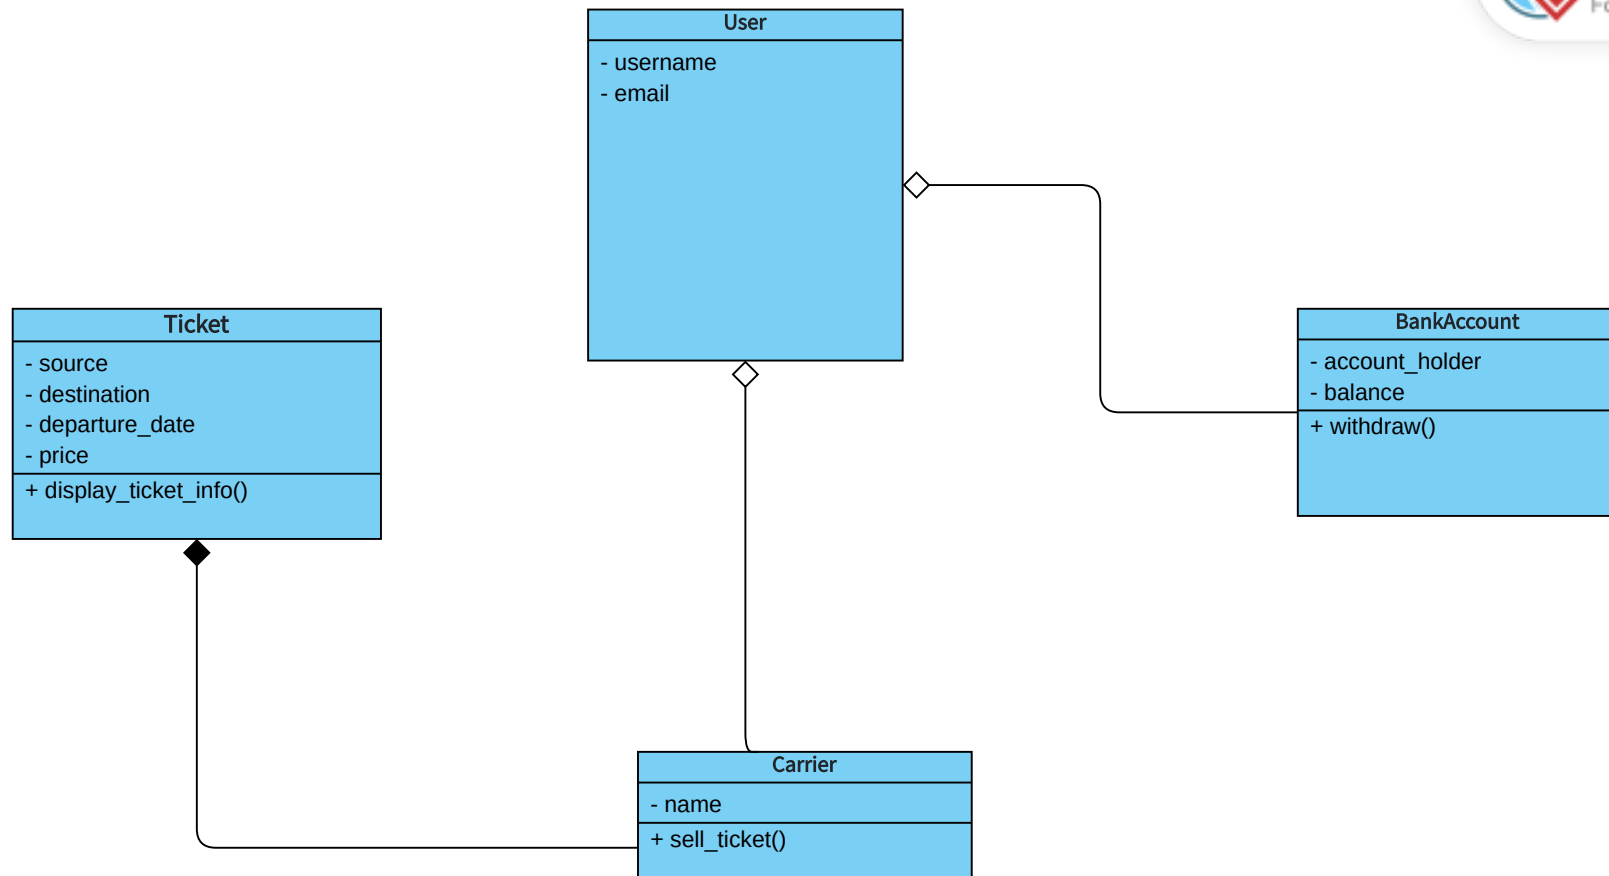 User
- username
- email
Ticket
- source
- destination
- departure_date
- price
+ display_ticket_info()
BankAccount
- account_holder
- balance
+ withdraw()
Carrier
- name
+ sell_ticket()